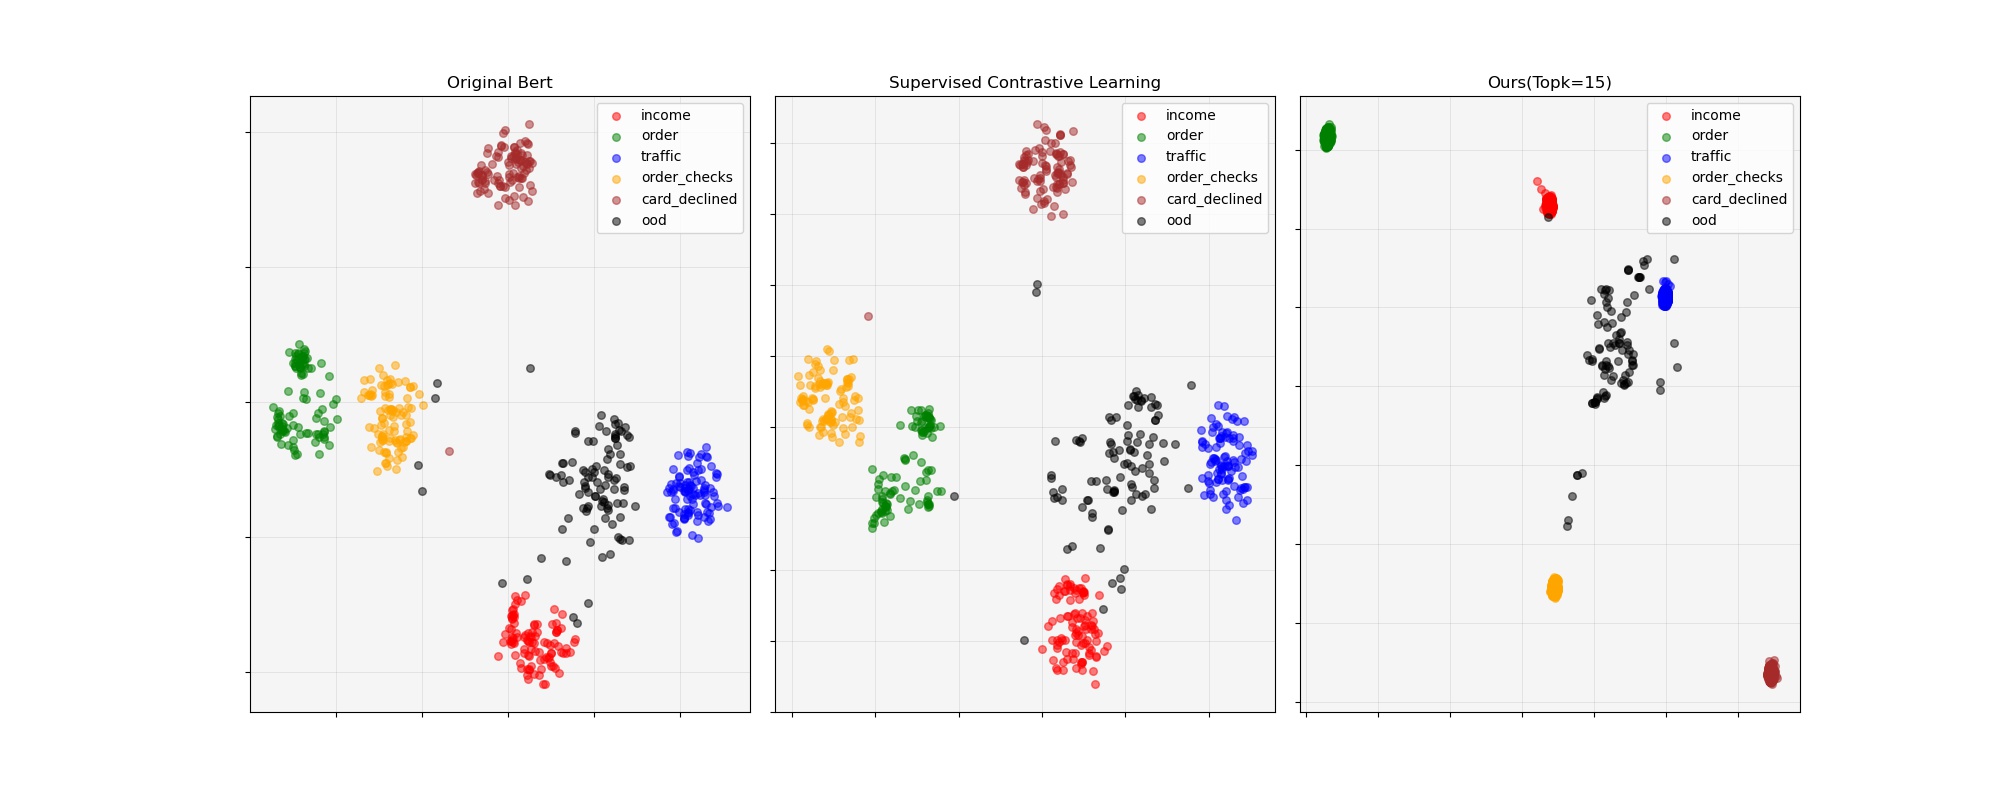 Original Bert
income
order
traffic
order_checks
card_declined
ood
Supervised Contrastive Learning
income
order
traffic
order_checks
card_declined
ood
Ours(Topk=15)
income
order
traffic
order_checks
card_declined
ood